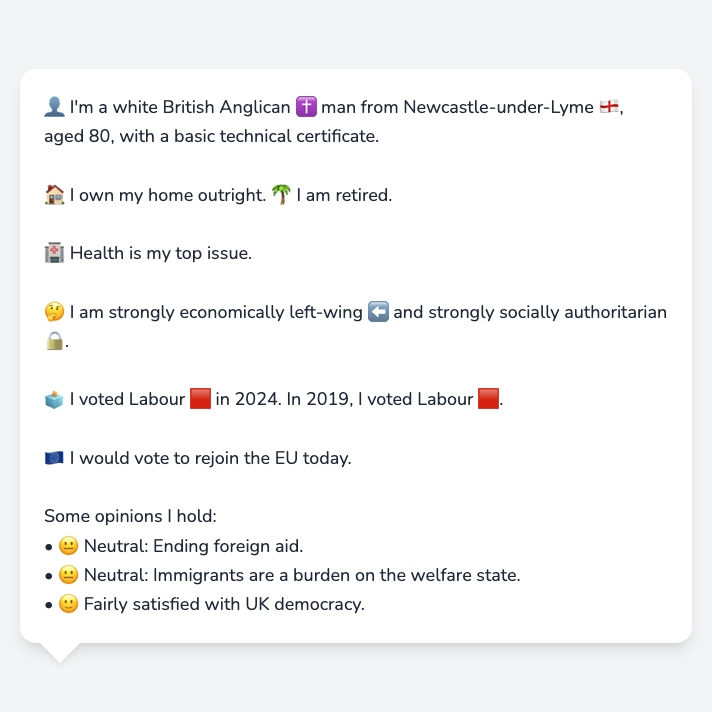 👤 I'm a white British Anglican ✝️ man from Newcastle-under-Lyme 🏴󠁧󠁢󠁥󠁮󠁧󠁿,
aged 80, with a basic technical certificate.
🏠 I own my home outright. 🌴 I am retired.
🏥 Health is my top issue.
🤔 I am strongly economically left-wing ⬅️ and strongly socially authoritarian
🔒.
🗳️ I voted Labour 🟥 in 2024. In 2019, I voted Labour 🟥.
🇪🇺 I would vote to rejoin the EU today.
Some opinions I hold:
• 😐 Neutral: Ending foreign aid.
• 😐 Neutral: Immigrants are a burden on the welfare state.
• 🙂 Fairly satisfied with UK democracy.